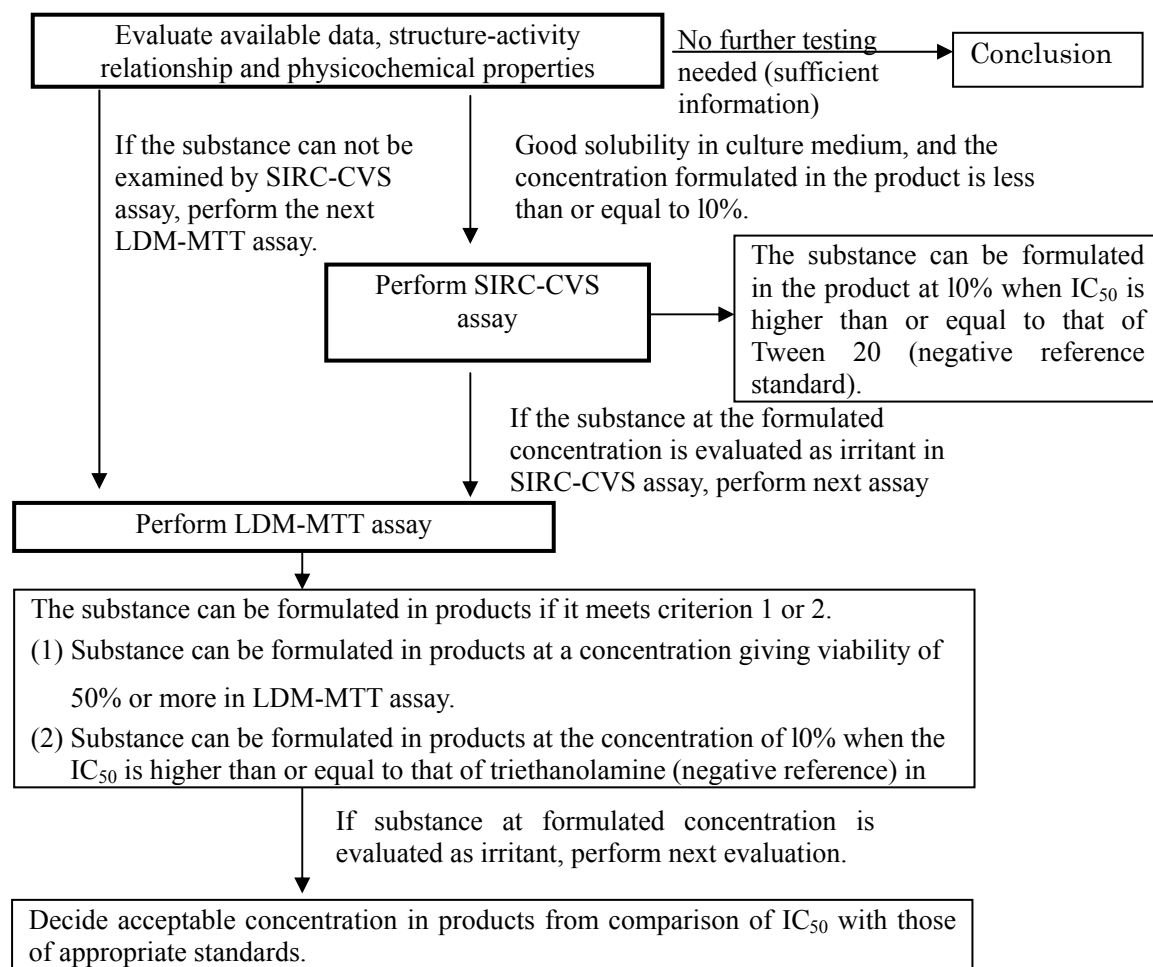 Evaluate available data, structure-activity
relationship and physicochemical properties
No further testing
needed (sufficient
information)
Conclusion
If the substance can not be
examined by SIRC-CVS
assay, perform the next
LDM-MTT assay.
Good solubility in culture medium, and the
concentration formulated in the product is less
than or equal to l0%.
Perform SIRC-CVS
assay
The substance can be formulated
in the product at l0% when IC50 is
higher than or equal to that of
Tween 20 (negative reference
standard).
If the substance at the formulated
concentration is evaluated as irritant in
SIRC-CVS assay, perform next assay
Perform LDM-MTT assay
The substance can be formulated in products if it meets criterion 1 or 2.
(1) Substance can be formulated in products at a concentration giving viability of
50% or more in LDM-MTT assay.
(2) Substance can be formulated in products at the concentration of l0% when the
IC50 is higher than or equal to that of triethanolamine (negative reference) in
If substance at formulated concentration is
evaluated as irritant, perform next evaluation.
Decide acceptable concentration in products from comparison of IC50 with those
of appropriate standards.